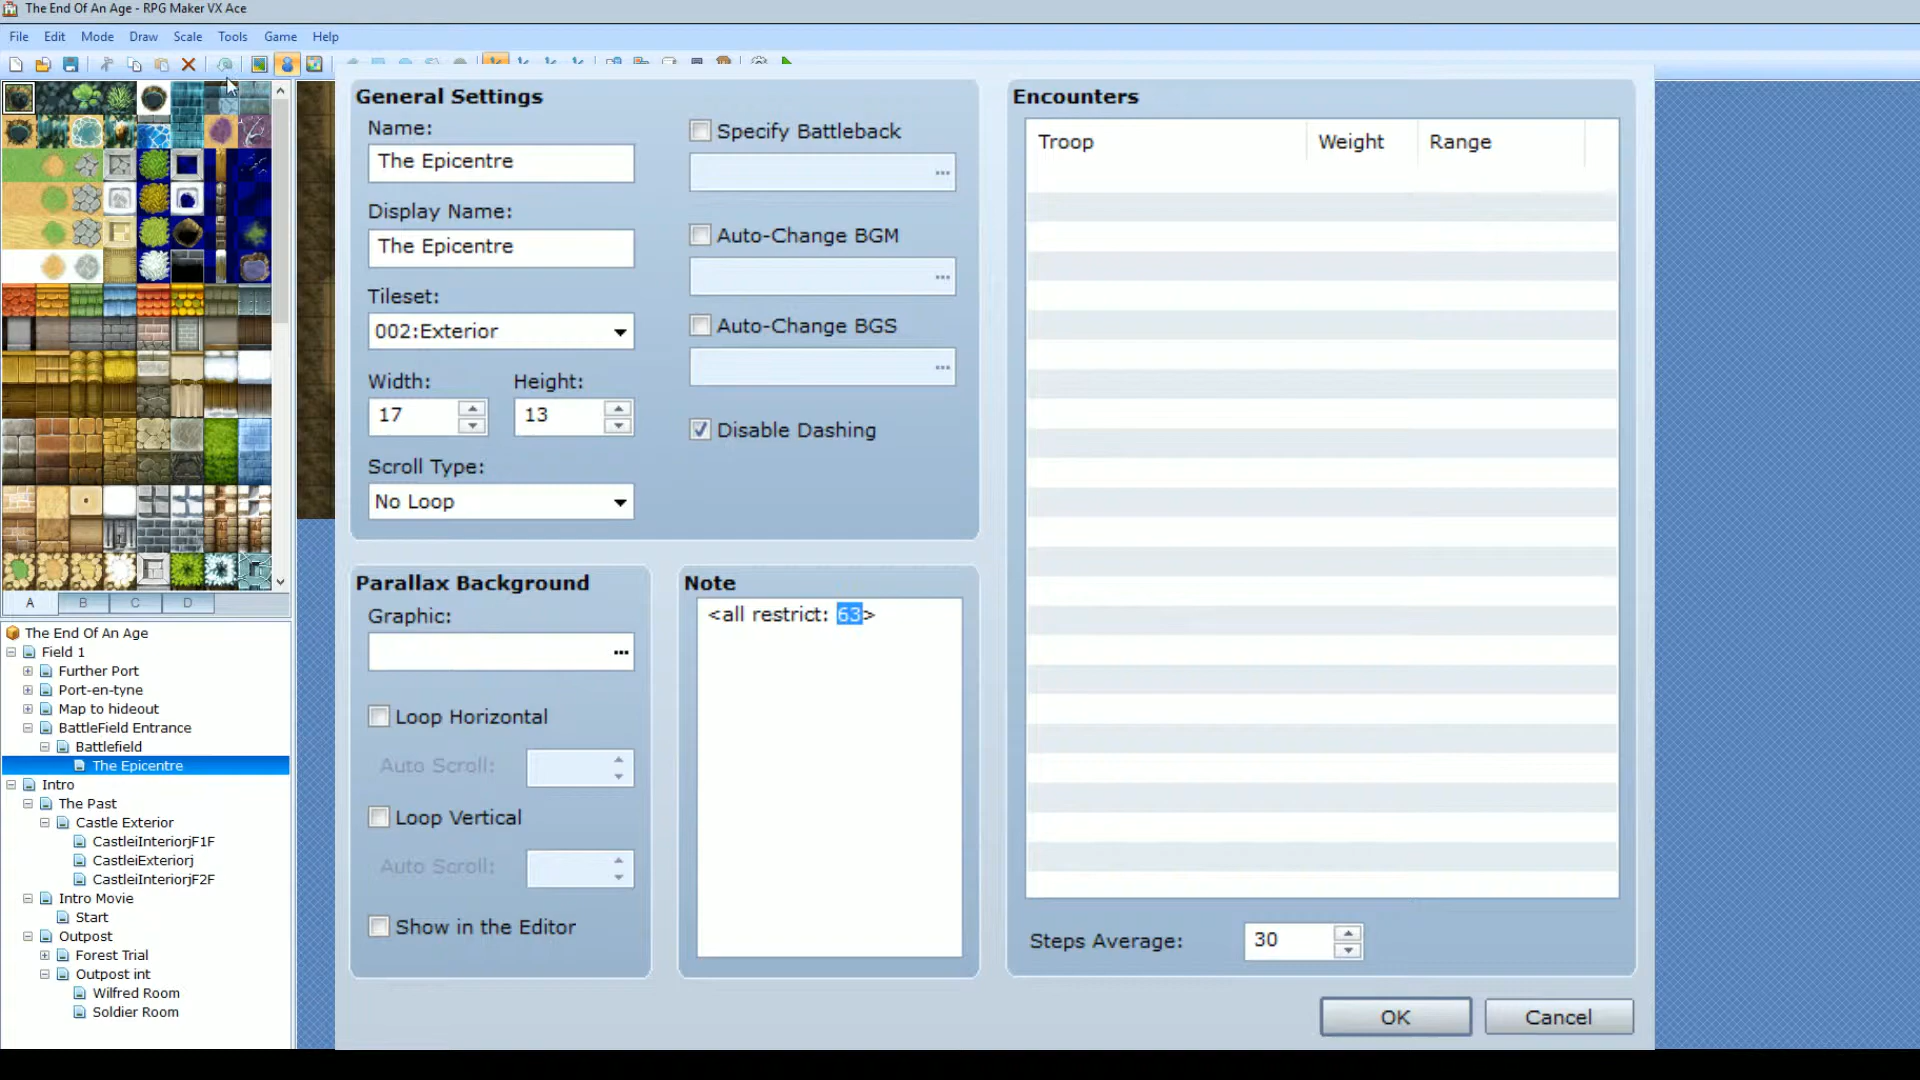 The End Of An Age - RPG Maker VX Ace
File Edit Mode Draw Scale Tools Game Help
General Settings
Name:
The Epicentre
Display Name:
The Epicentre
Tileset:
002:Exterior
Width: Height:
17 13
Scroll Type:
No Loop
Specify Battleback
...
Auto-Change BGM
...
Auto-Change BGS
...
Disable Dashing
Parallax Background
Graphic:
...
Loop Horizontal
Auto Scroll:
Loop Vertical
Auto Scroll:
Show in the Editor
Note
<all restrict: 63>
Encounters
Troop Weight Range
Steps Average: 30
OK Cancel
A B C D
The End Of An Age
Field 1
Further Port
Port-en-tyne
Map to hideout
BattleField Entrance
Battlefield
The Epicentre
Intro
The Past
Castle Exterior
CastleiInteriorjF1F
CastleiExteriorj
CastleiInteriorjF2F
Intro Movie
Start
Outpost
Forest Trial
Outpost int
Wilfred Room
Soldier Room